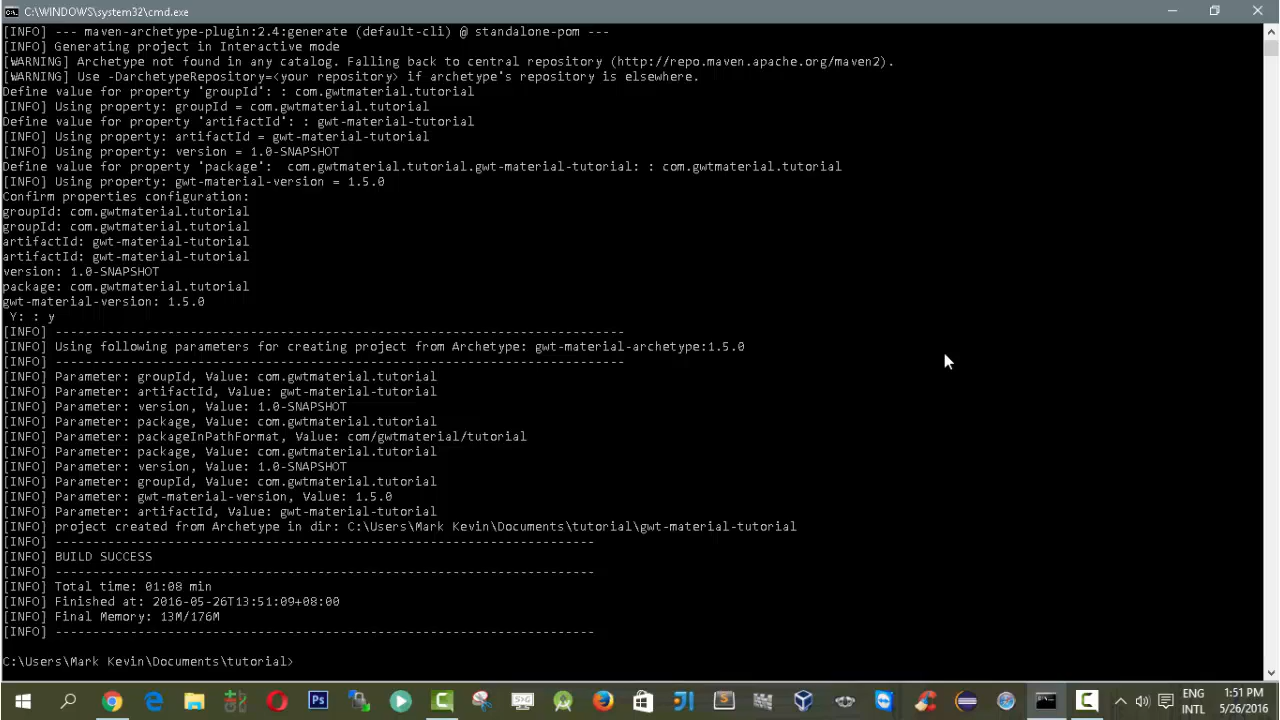 C:\WINDOWS\system32\cmd.exe
[INFO] --- maven-archetype-plugin:2.4:generate (default-cli) @ standalone-pom ---
[INFO] Generating project in Interactive mode
[WARNING] Archetype not found in any catalog. Falling back to central repository (http://repo.maven.apache.org/maven2).
[WARNING] Use -DarchetypeRepository=<your repository> if archetype's repository is elsewhere.
Define value for property 'groupId': : com.gwtmaterial.tutorial
[INFO] Using property: groupId = com.gwtmaterial.tutorial
Define value for property 'artifactId': : gwt-material-tutorial
[INFO] Using property: artifactId = gwt-material-tutorial
[INFO] Using property: version = 1.0-SNAPSHOT
Define value for property 'package':  com.gwtmaterial.tutorial.gwt-material-tutorial: : com.gwtmaterial.tutorial
[INFO] Using property: gwt-material-version = 1.5.0
Confirm properties configuration:
groupId: com.gwtmaterial.tutorial
groupId: com.gwtmaterial.tutorial
artifactId: gwt-material-tutorial
artifactId: gwt-material-tutorial
version: 1.0-SNAPSHOT
package: com.gwtmaterial.tutorial
gwt-material-version: 1.5.0
 Y: : y
[INFO] ----------------------------------------------------------------------------
[INFO] Using following parameters for creating project from Archetype: gwt-material-archetype:1.5.0
[INFO] ----------------------------------------------------------------------------
[INFO] Parameter: groupId, Value: com.gwtmaterial.tutorial
[INFO] Parameter: artifactId, Value: gwt-material-tutorial
[INFO] Parameter: version, Value: 1.0-SNAPSHOT
[INFO] Parameter: package, Value: com.gwtmaterial.tutorial
[INFO] Parameter: packageInPathFormat, Value: com/gwtmaterial/tutorial
[INFO] Parameter: package, Value: com.gwtmaterial.tutorial
[INFO] Parameter: version, Value: 1.0-SNAPSHOT
[INFO] Parameter: groupId, Value: com.gwtmaterial.tutorial
[INFO] Parameter: gwt-material-version, Value: 1.5.0
[INFO] Parameter: artifactId, Value: gwt-material-tutorial
[INFO] project created from Archetype in dir: C:\Users\Mark Kevin\Documents\tutorial\gwt-material-tutorial
[INFO] ------------------------------------------------------------------------
[INFO] BUILD SUCCESS
[INFO] ------------------------------------------------------------------------
[INFO] Total time: 01:08 min
[INFO] Finished at: 2016-05-26T13:51:09+08:00
[INFO] Final Memory: 13M/176M
[INFO] ------------------------------------------------------------------------
C:\Users\Mark Kevin\Documents\tutorial>
Ps
ENG
INTL
1:51 PM
5/26/2016